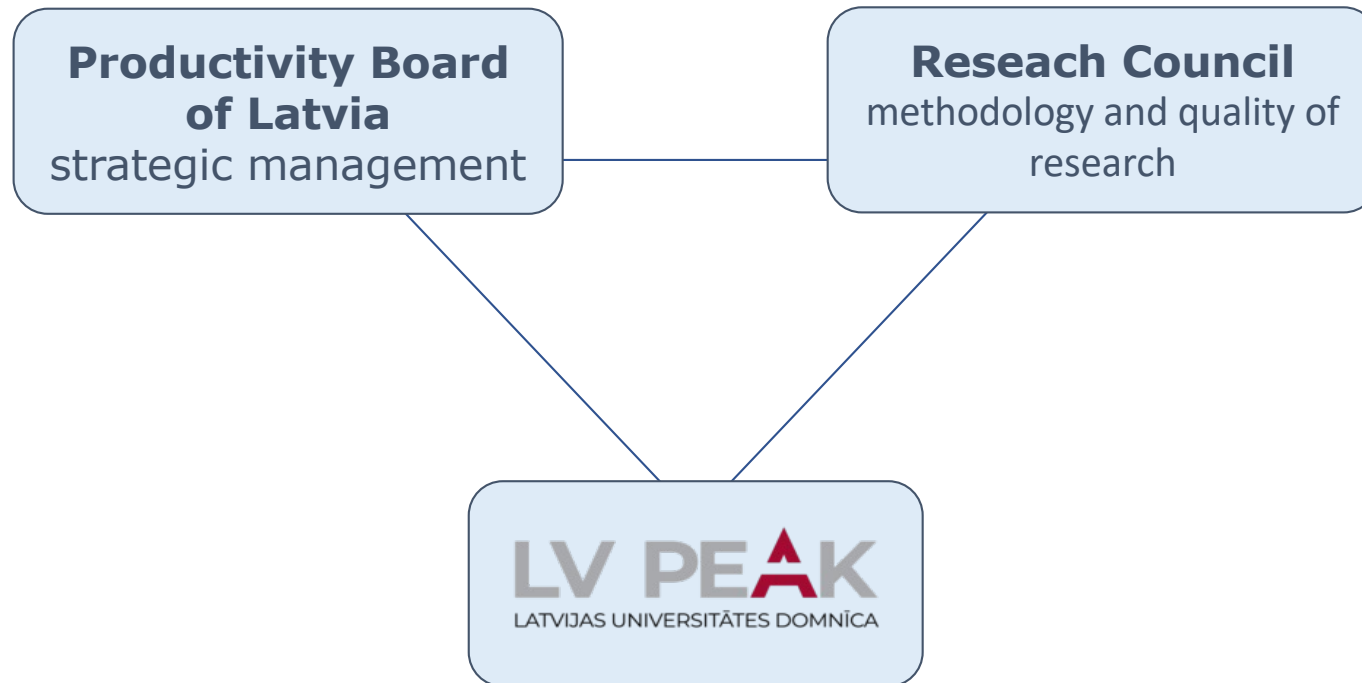 Productivity Board
of Latvia
strategic management
Reseach Council
methodology and quality of
research
LV PEAK
LATVIJAS UNIVERSITĀTES DOMNĪCA